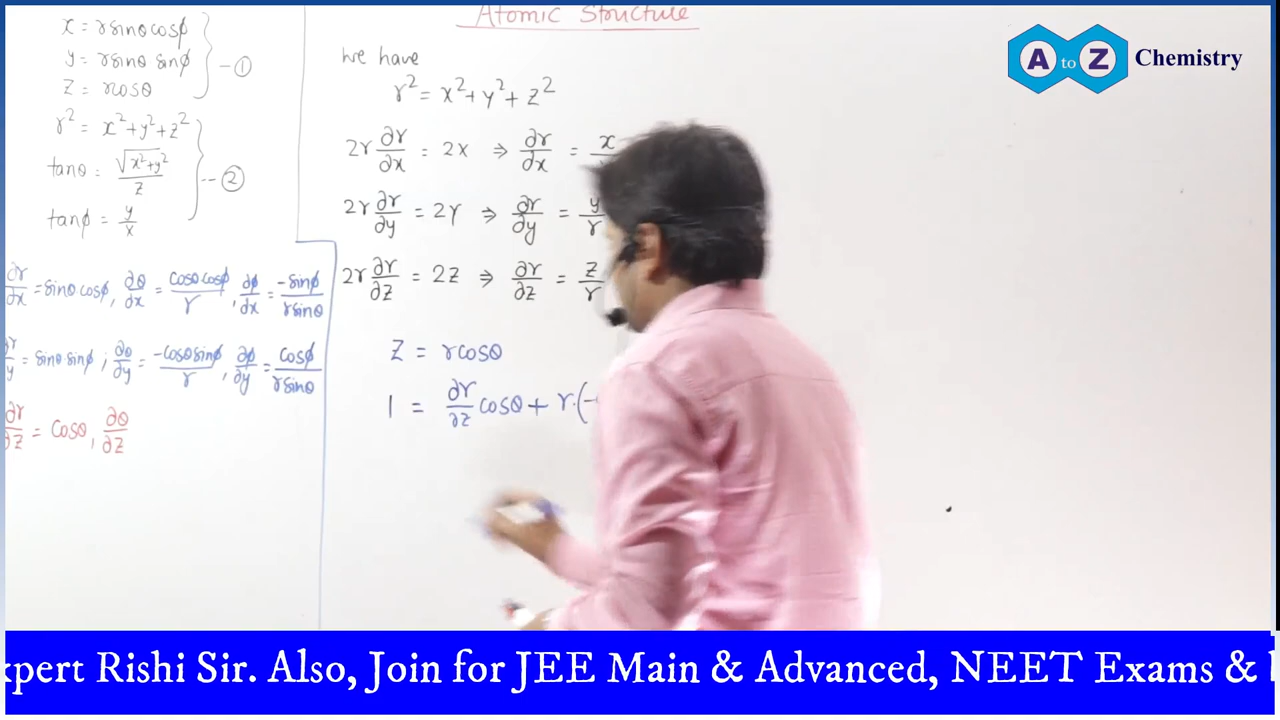 Atomic Structure
x = r sinθ cosφ
y = r sinθ sinφ
z = r cosθ
--①
r² = x² + y² + z²
tanθ = √(x²+y²)/z
tanφ = y/x
--②
∂r/∂x = sinθ cosφ, ∂θ/∂x = cosθ cosφ/r, ∂φ/∂x = -sinφ/r sinθ
= sinθ sinφ ; ∂θ/∂y = -cosθ sinφ/r, ∂φ/∂y = cosφ/r sinθ
∂r/∂z = Cosθ, ∂θ/∂z
we have
r² = x² + y² + z²
2r ∂r/∂x = 2x ⇒ ∂r/∂x = x
2r ∂r/∂y = 2y ⇒ ∂r/∂y = y/r
2r ∂r/∂z = 2z ⇒ ∂r/∂z = z/r
z = r cosθ
1 = ∂r/∂z cosθ + r.(-
A to Z Chemistry
xpert Rishi Sir. Also, Join for JEE Main & Advanced, NEET Exams &